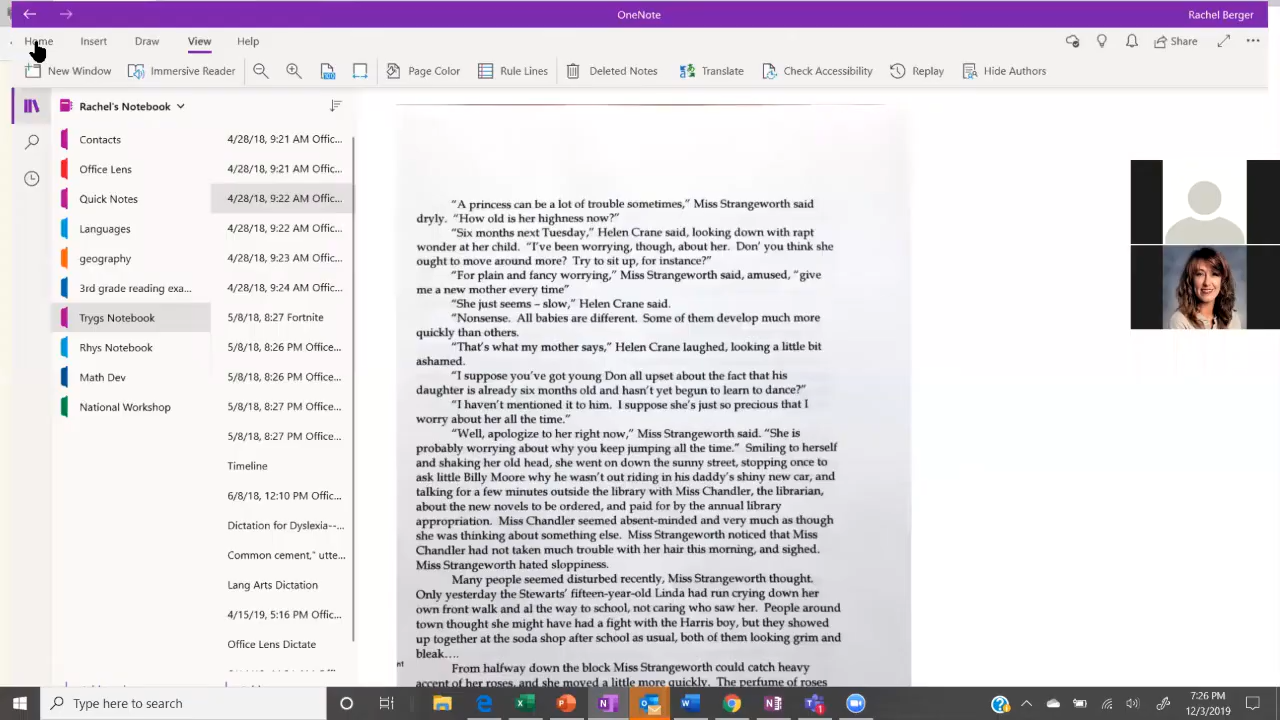 OneNote
Rachel Berger
Home Insert Draw View Help
Share
New Window Immersive Reader Page Color Rule Lines Deleted Notes Translate Check Accessibility Replay Hide Authors
Rachel's Notebook
Contacts
Office Lens
Quick Notes
Languages
geography
3rd grade reading exa...
Trygs Notebook
Rhys Notebook
Math Dev
National Workshop
4/28/18, 9:21 AM Offic...
4/28/18, 9:21 AM Offic...
4/28/18, 9:22 AM Offic...
4/28/18, 9:22 AM Offic...
4/28/18, 9:23 AM Offic...
4/28/18, 9:24 AM Offic...
5/8/18, 8:27 Fortnite
5/8/18, 8:26 PM Office...
5/8/18, 8:26 PM Office...
5/8/18, 8:27 PM Office...
5/8/18, 8:27 PM Office...
Timeline
6/8/18, 12:10 PM Offic...
Dictation for Dyslexia--...
Common cement," utte...
Lang Arts Dictation
4/15/19, 5:16 PM Offic...
Office Lens Dictate
“A princess can be a lot of trouble sometimes,” Miss Strangeworth said
dryly. “How old is her highness now?”
“Six months next Tuesday,” Helen Crane said, looking down with rapt
wonder at her child. “I’ve been worrying, though, about her. Don’ you think she
ought to move around more? Try to sit up, for instance?”
“For plain and fancy worrying,” Miss Strangeworth said, amused, “give
me a new mother every time”
“She just seems – slow,” Helen Crane said.
“Nonsense. All babies are different. Some of them develop much more
quickly than others.
“That’s what my mother says,” Helen Crane laughed, looking a little bit
ashamed.
“I suppose you’ve got young Don all upset about the fact that his
daughter is already six months old and hasn’t yet begun to learn to dance?”
“I haven’t mentioned it to him. I suppose she’s just so precious that I
worry about her all the time.”
“Well, apologize to her right now,” Miss Strangeworth said. “She is
probably worrying about why you keep jumping all the time.” Smiling to herself
and shaking her old head, she went on down the sunny street, stopping once to
ask little Billy Moore why he wasn’t out riding in his daddy’s shiny new car, and
talking for a few minutes outside the library with Miss Chandler, the librarian,
about the new novels to be ordered, and paid for by the annual library
appropriation. Miss Chandler seemed absent-minded and very much as though
she was thinking about something else. Miss Strangeworth noticed that Miss
Chandler had not taken much trouble with her hair this morning, and sighed.
Miss Strangeworth hated sloppiness.
Many people seemed disturbed recently, Miss Strangeworth thought.
Only yesterday the Stewarts’ fifteen-year-old Linda had run crying down her
own front walk and al the way to school, not caring who saw her. People around
town thought she might have had a fight with the Harris boy, but they showed
up together at the soda shop after school as usual, both of them looking grim and
bleak….
From halfway down the block Miss Strangeworth could catch heavy
accent of her roses, and she moved a little more quickly. The perfume of roses
Type here to search
7:26 PM
12/3/2019